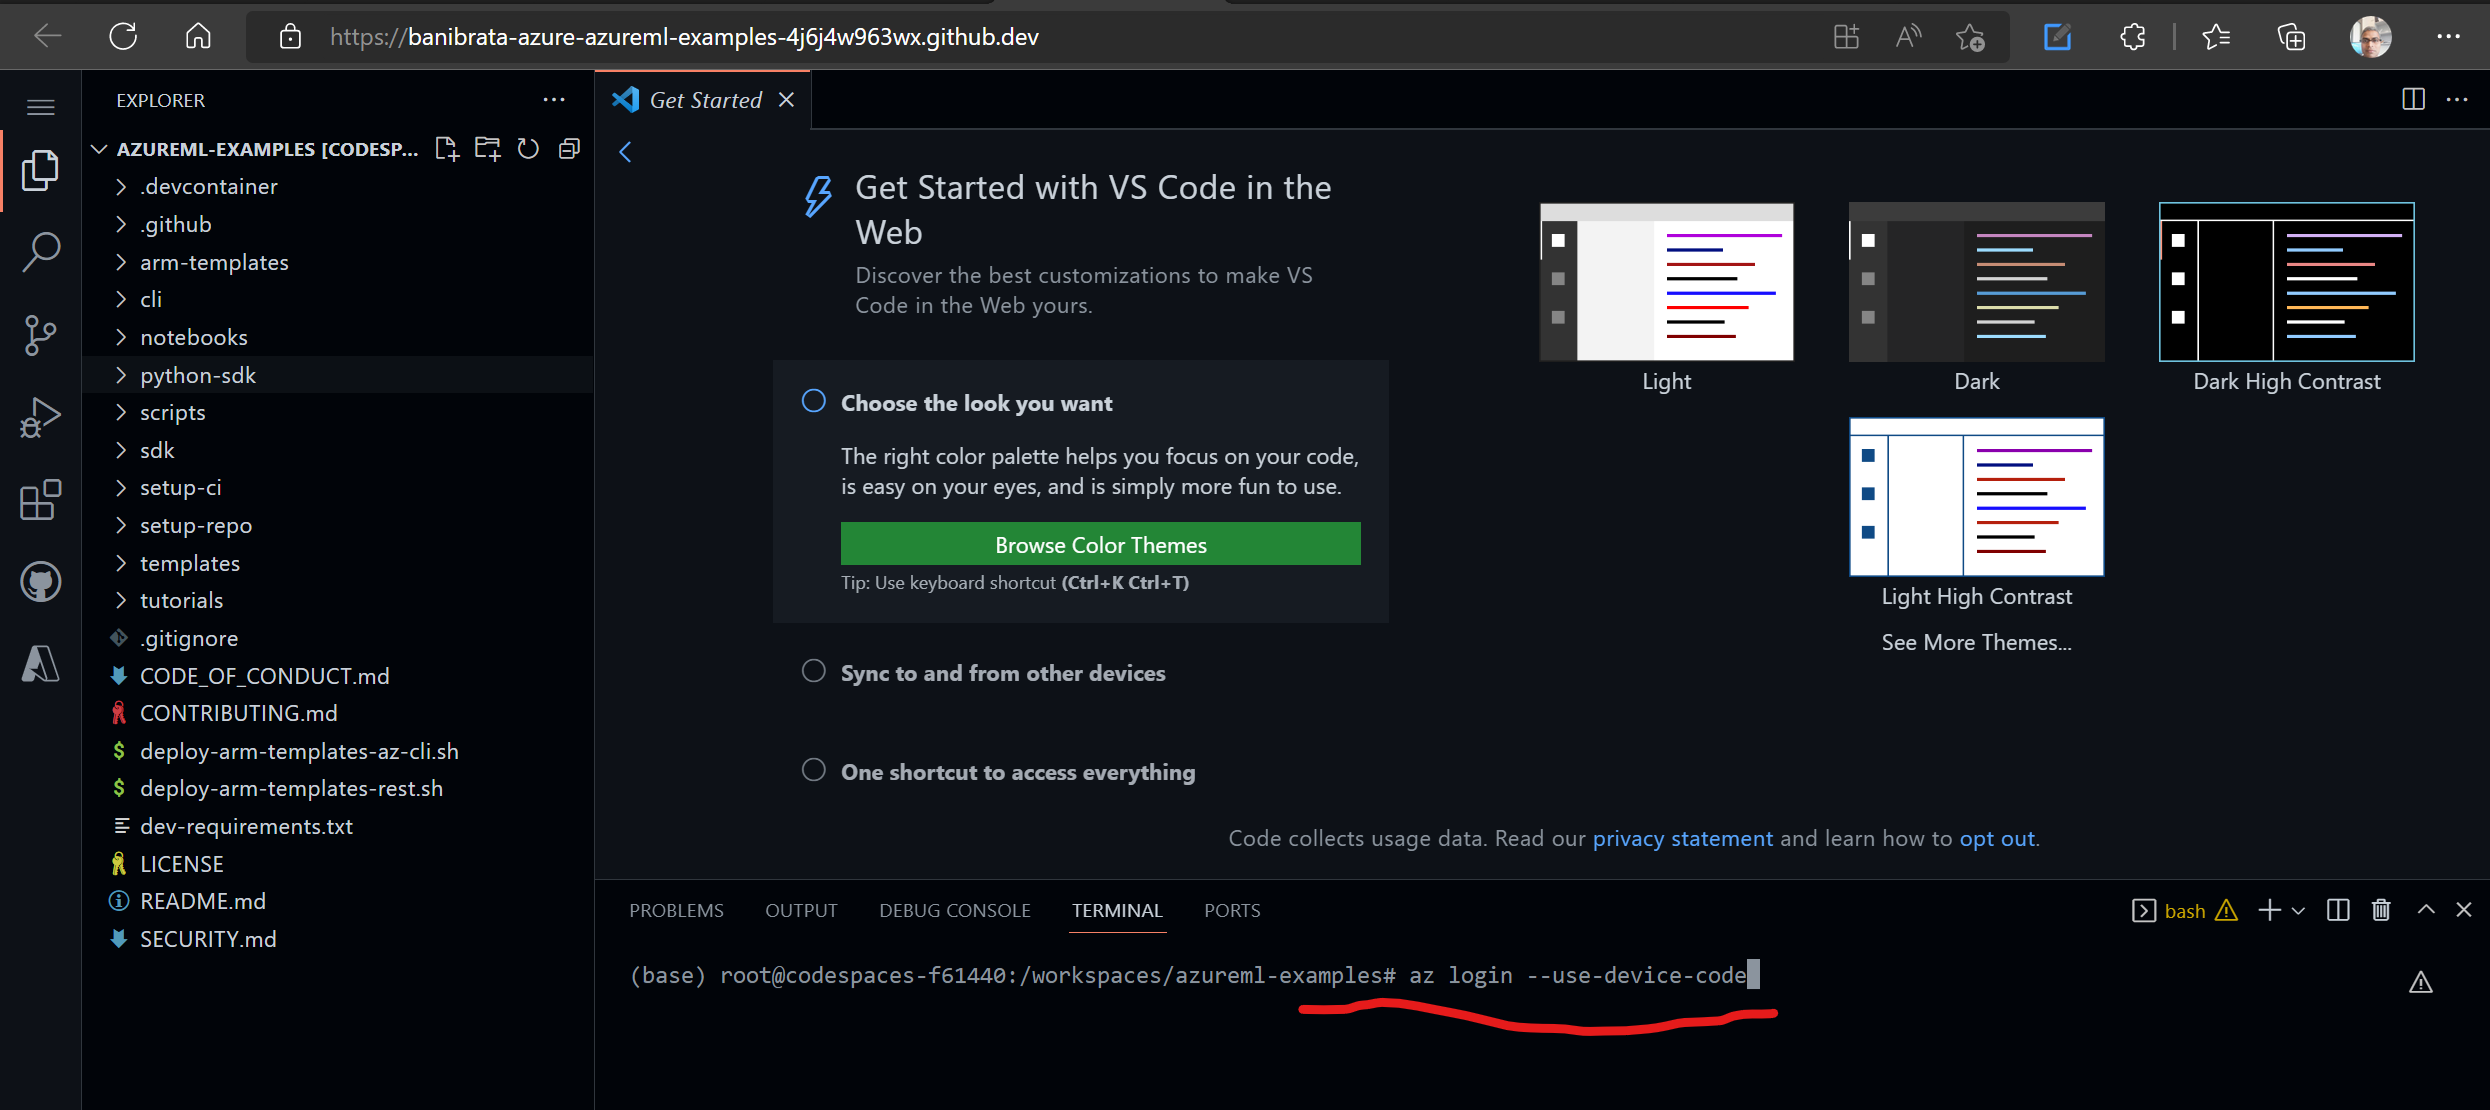 https://banibrata-azure-azureml-examples-4j6j4w963wx.github.dev
EXPLORER
AZUREML-EXAMPLES [CODESP...
.devcontainer
.github
arm-templates
cli
notebooks
python-sdk
scripts
sdk
setup-ci
setup-repo
templates
tutorials
.gitignore
CODE_OF_CONDUCT.md
CONTRIBUTING.md
deploy-arm-templates-az-cli.sh
deploy-arm-templates-rest.sh
dev-requirements.txt
LICENSE
README.md
SECURITY.md
Get Started
Get Started with VS Code in the
Web
Discover the best customizations to make VS
Code in the Web yours.
Choose the look you want
The right color palette helps you focus on your code,
is easy on your eyes, and is simply more fun to use.
Browse Color Themes
Tip: Use keyboard shortcut (Ctrl+K Ctrl+T)
Sync to and from other devices
One shortcut to access everything
Light
Dark
Dark High Contrast
Light High Contrast
See More Themes...
Code collects usage data. Read our privacy statement and learn how to opt out.
PROBLEMS OUTPUT DEBUG CONSOLE TERMINAL PORTS
bash
(base) root@codespaces-f61440:/workspaces/azureml-examples# az login --use-device-code